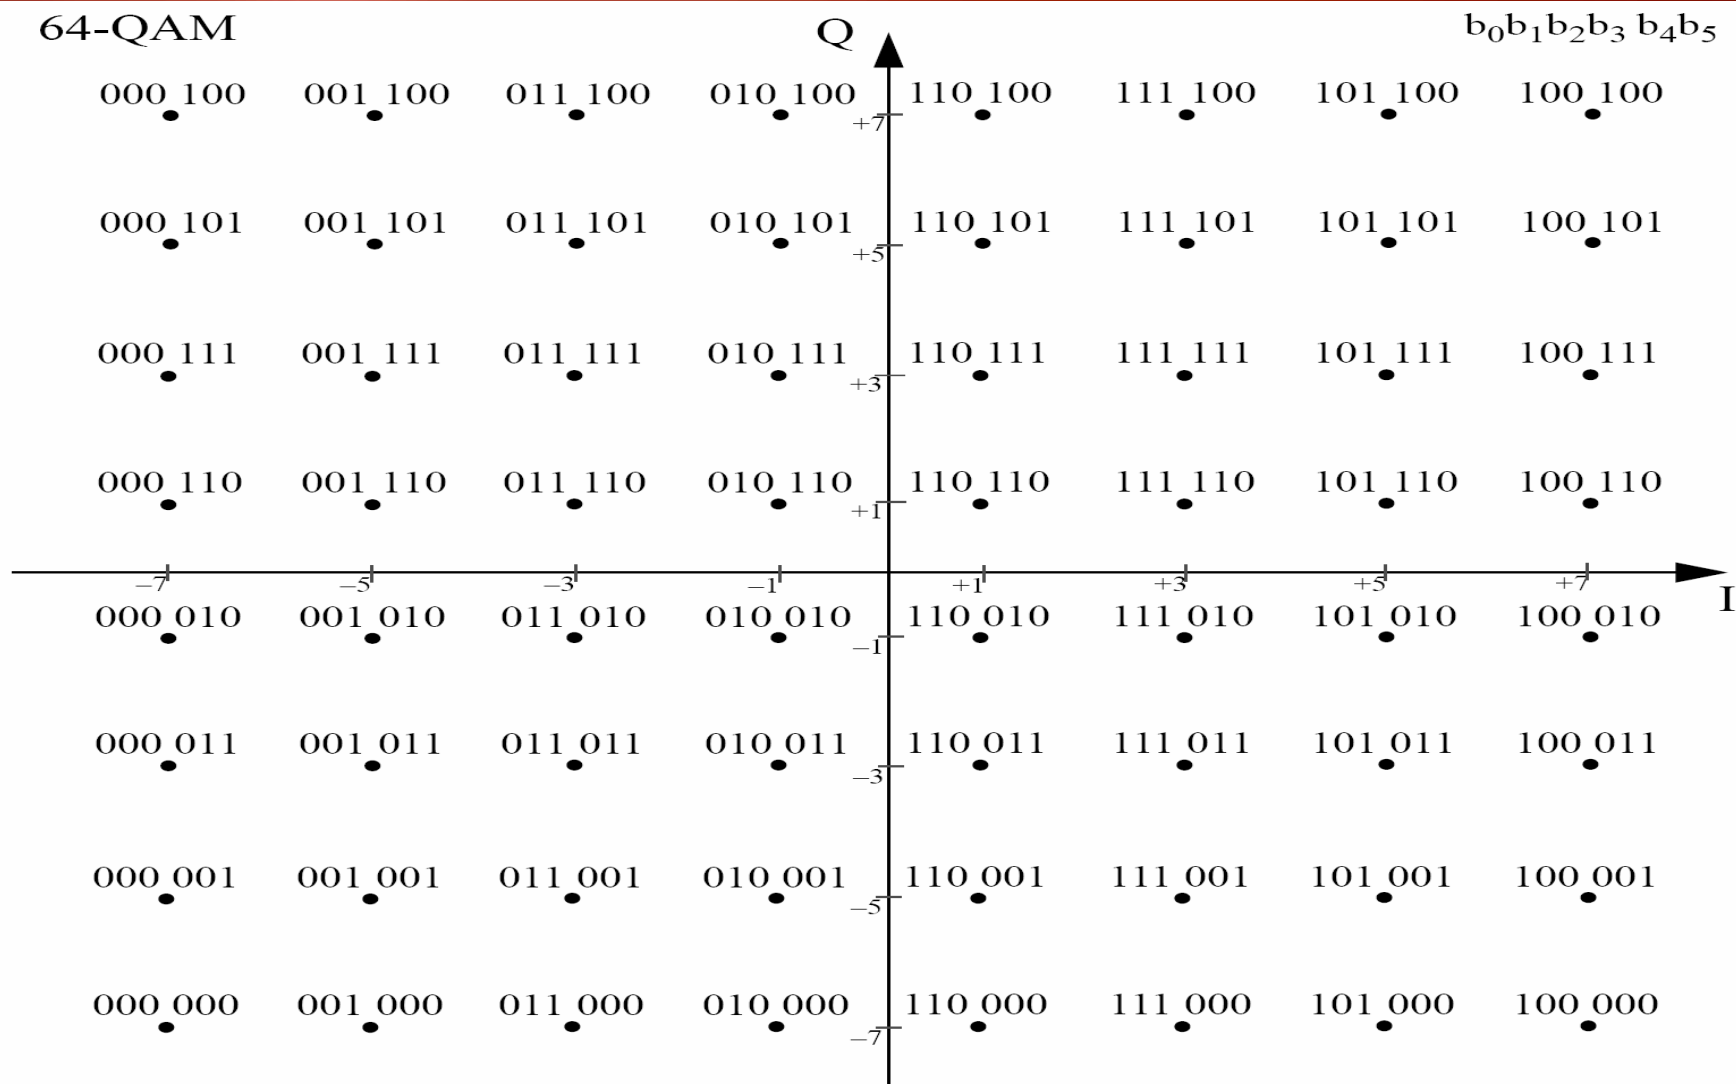 64-QAM
Q
b₀b₁b₂b₃ b₄b₅
000 100 001 100 011 100 010 100 110 100 111 100 101 100 100 100
+7
000 101 001 101 011 101 010 101 110 101 111 101 101 101 100 101
+5
000 111 001 111 011 111 010 111 110 111 111 111 101 111 100 111
+3
000 110 001 110 011 110 010 110 110 110 111 110 101 110 100 110
+1
–7 –5 –3 –1 +1 +3 +5 +7
I
000 010 001 010 011 010 010 010 110 010 111 010 101 010 100 010
–1
000 011 001 011 011 011 010 011 110 011 111 011 101 011 100 011
–3
000 001 001 001 011 001 010 001 110 001 111 001 101 001 100 001
–5
000 000 001 000 011 000 010 000 110 000 111 000 101 000 100 000
–7